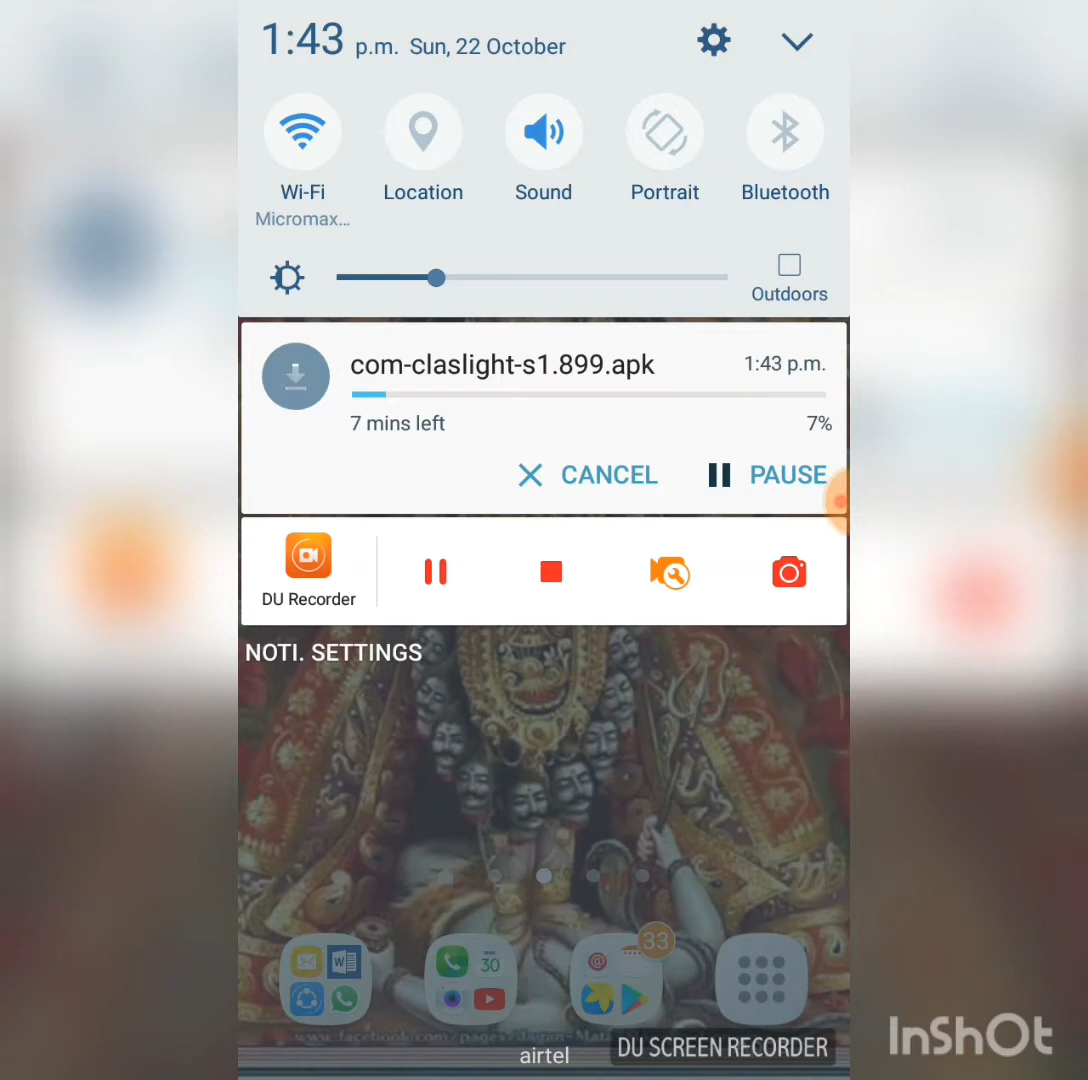 1:43 p.m. Sun, 22 October
Wi-Fi
Micromax...
Location
Sound
Portrait
Bluetooth
Outdoors
com-claslight-s1.899.apk
1:43 p.m.
7 mins left
7%
CANCEL
PAUSE
DU Recorder
NOTI. SETTINGS
W
30
33
airtel
DU SCREEN RECORDER
InShOt